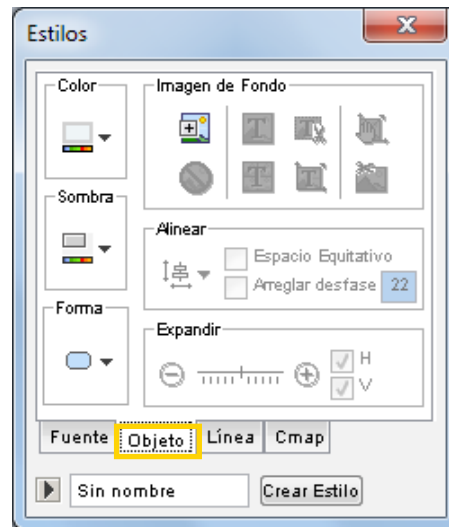 Estilos
Color
Imagen de Fondo
Sombra
Alinear
Espacio Equitativo
Arreglar desfase 22
Forma
Expandir
H
V
Fuente Objeto Línea Cmap
Sin nombre Crear Estilo